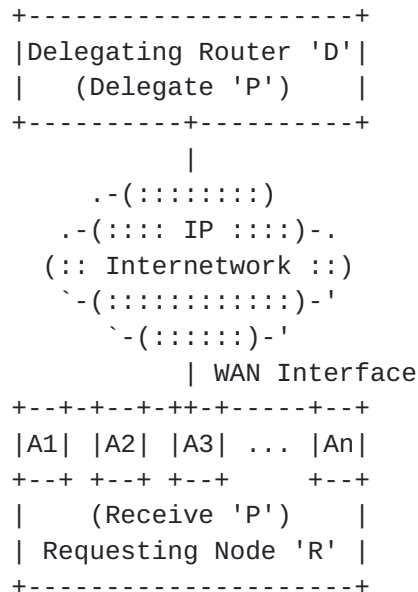 +---------------------+
|Delegating Router 'D'|
|   (Delegate 'P')    |
+----------+----------+
           |
     .-(::::::::)
   .-(:::: IP ::::)-.
  (:: Internetwork ::)
   `-(::::::::::::)-'
      `-(::::::)-'
           | WAN Interface
+--+-+--+-++-+-----+--+
|A1| |A2| |A3| ... |An|
+--+ +--+ +--+     +--+
|    (Receive 'P')    |
| Requesting Node 'R' |
+---------------------+